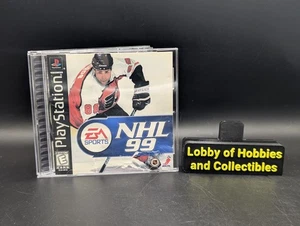 PlayStation
EA
SPORTS
NHL
99
Lobby of Hobbies
and Collectibles